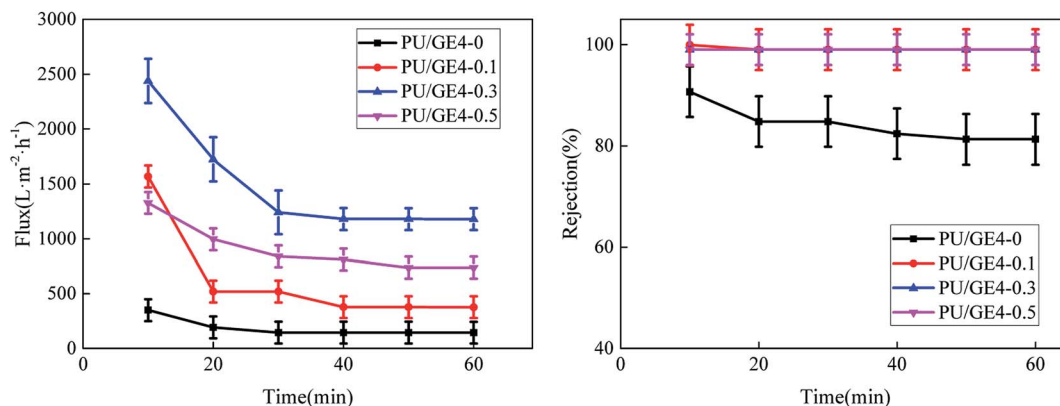 3000
2500
2000
1500
1000
500
0
Flux(L·m⁻²·h⁻¹)
PU/GE4-0
PU/GE4-0.1
PU/GE4-0.3
PU/GE4-0.5
0 20 40 60
Time(min)
100
80
60
40
Rejection(%)
PU/GE4-0
PU/GE4-0.1
PU/GE4-0.3
PU/GE4-0.5
0 20 40 60
Time(min)